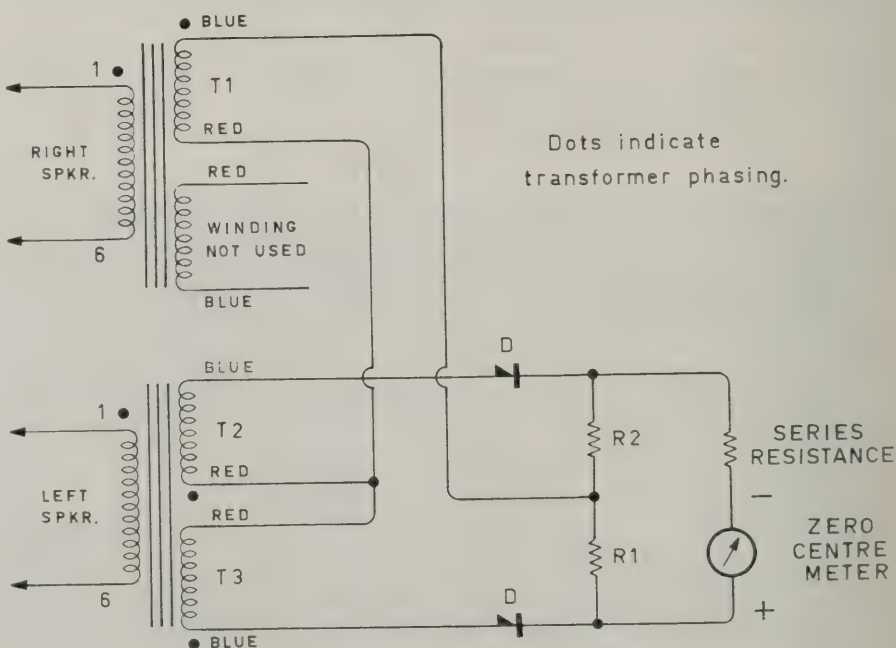 BLUE
1
T1
RED
RIGHT
SPKR.
RED
WINDING
NOT USED
6
BLUE
Dots indicate
transformer phasing.
BLUE
D
1
T2
R2
SERIES
RESISTANCE
RED
LEFT
SPKR.
RED
−
ZERO
CENTRE
METER
R1
T3
6
D
+
BLUE